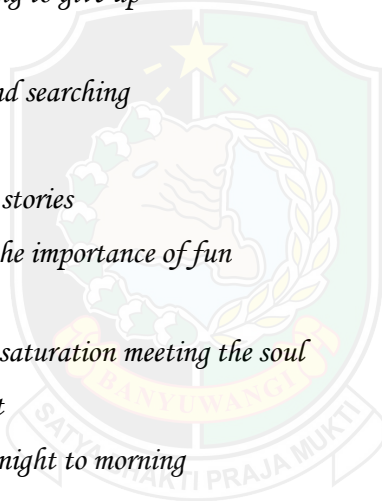 ng to give up
nd searching
stories
he importance of fun
saturation meeting the soul
BANYUWANGI
t
night to morning
SATYA BHAKTI PRAJA MUKTI